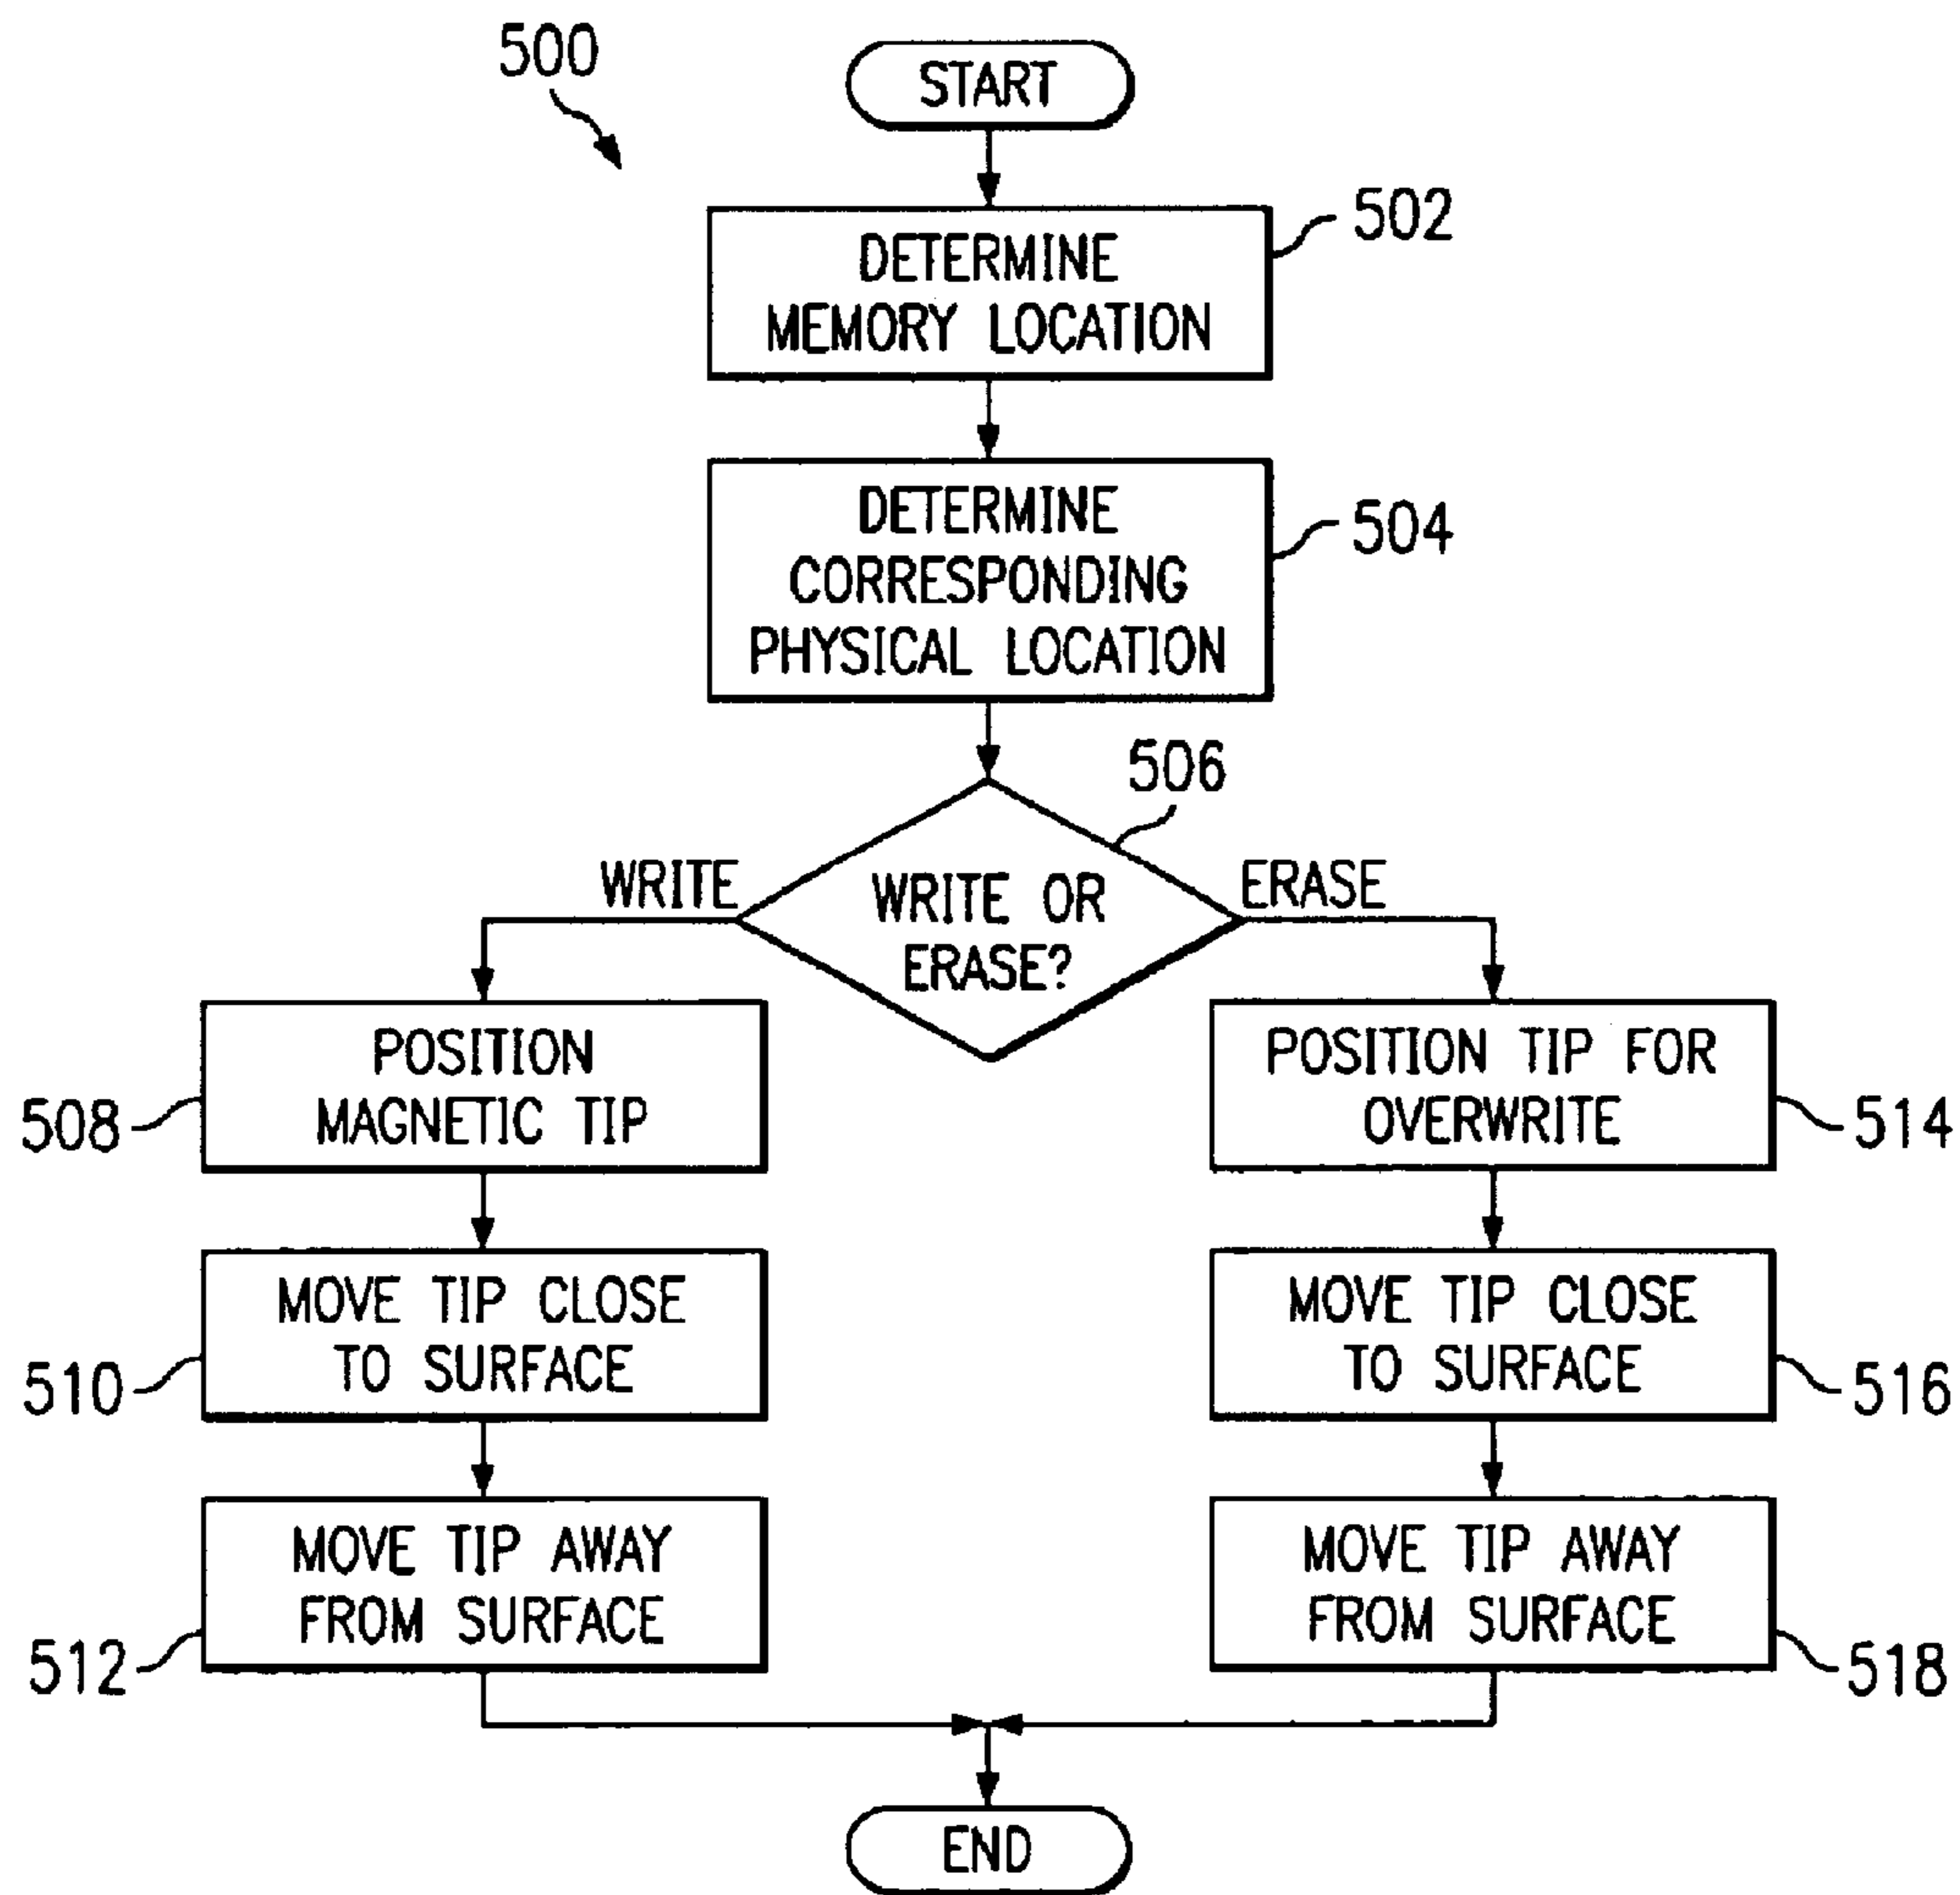 500
START
DETERMINE
MEMORY LOCATION
502
DETERMINE
CORRESPONDING
PHYSICAL LOCATION
504
506
WRITE
WRITE OR
ERASE?
ERASE
POSITION
MAGNETIC TIP
508
POSITION TIP FOR
OVERWRITE
514
MOVE TIP CLOSE
TO SURFACE
510
MOVE TIP CLOSE
TO SURFACE
516
MOVE TIP AWAY
FROM SURFACE
512
MOVE TIP AWAY
FROM SURFACE
518
END